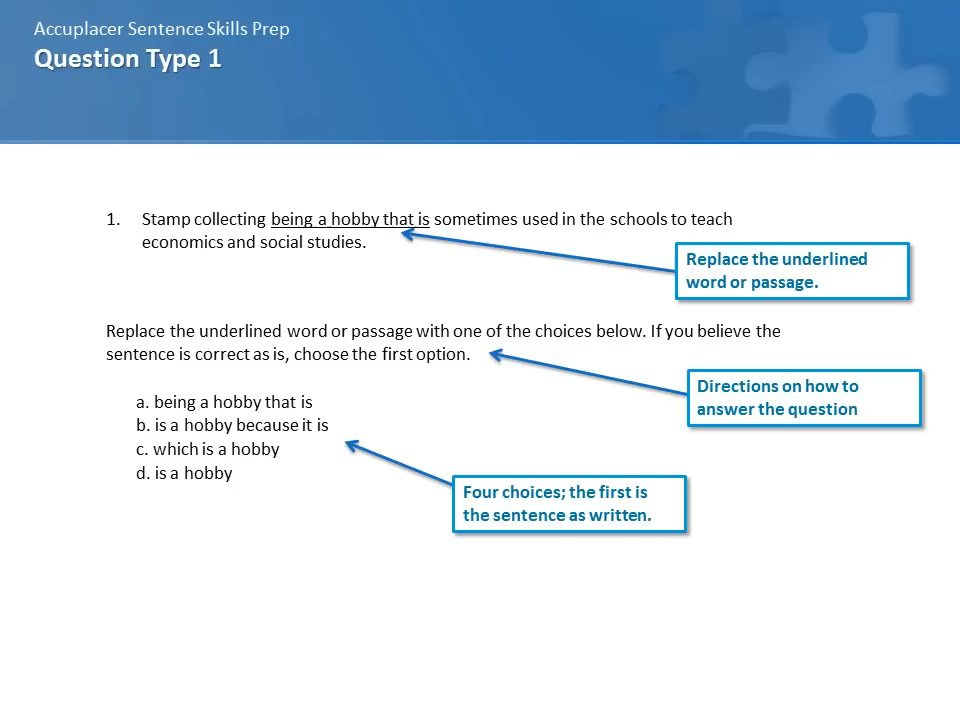 Accuplacer Sentence Skills Prep
Question Type 1
1. Stamp collecting being a hobby that is sometimes used in the schools to teach
economics and social studies.
Replace the underlined
word or passage.
Replace the underlined word or passage with one of the choices below. If you believe the
sentence is correct as is, choose the first option.
Directions on how to
answer the question
a. being a hobby that is
b. is a hobby because it is
c. which is a hobby
d. is a hobby
Four choices; the first is
the sentence as written.